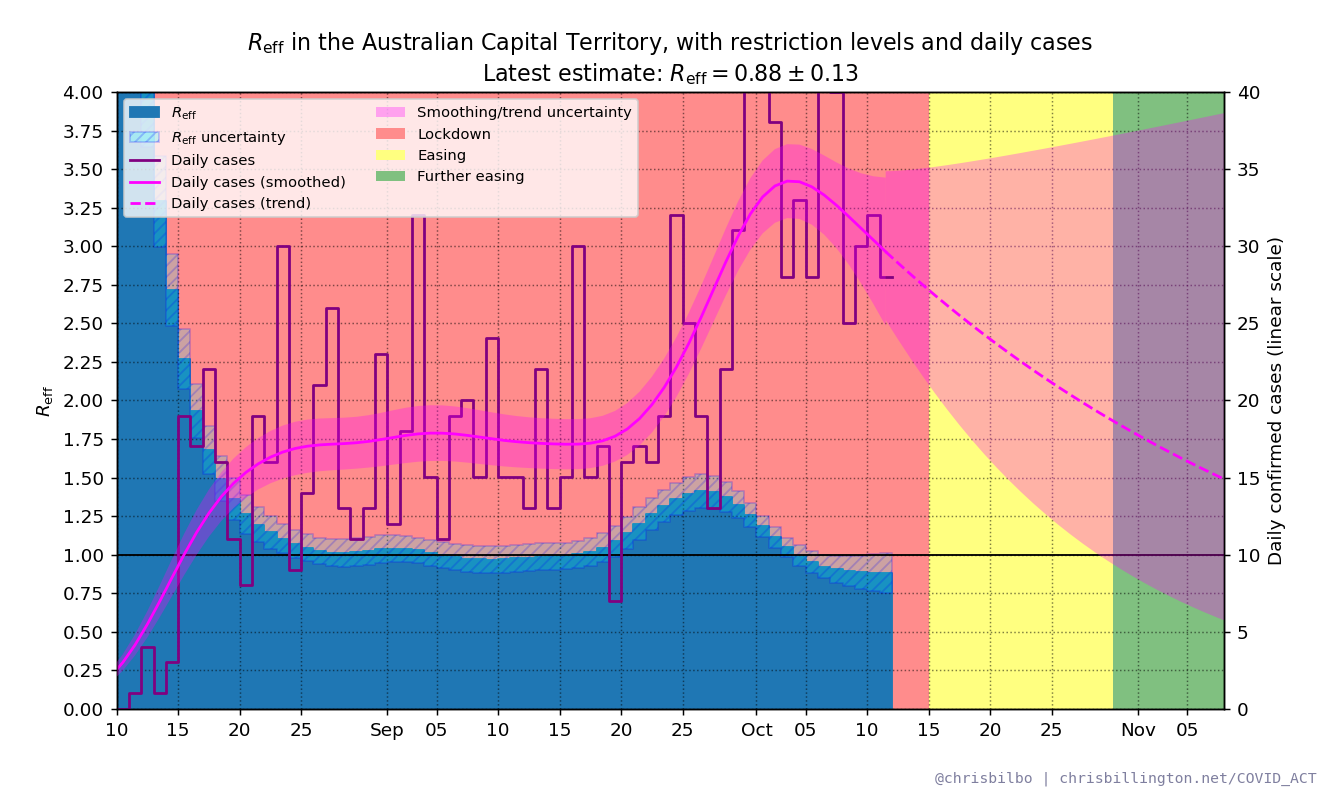 Reff in the Australian Capital Territory, with restriction levels and daily cases
Latest estimate: Reff = 0.88 ± 0.13
Reff
Reff uncertainty
Daily cases
Daily cases (smoothed)
Daily cases (trend)
Smoothing/trend uncertainty
Lockdown
Easing
Further easing
4.00
3.75
3.50
3.25
3.00
2.75
2.50
2.25
2.00
1.75
1.50
1.25
1.00
0.75
0.50
0.25
0.00
Reff
40
35
30
25
20
15
10
5
0
Daily confirmed cases (linear scale)
10 15 20 25 Sep 05 10 15 20 25 Oct 05 10 15 20 25 Nov 05
@chrisbilbo | chrisbillington.net/COVID_ACT